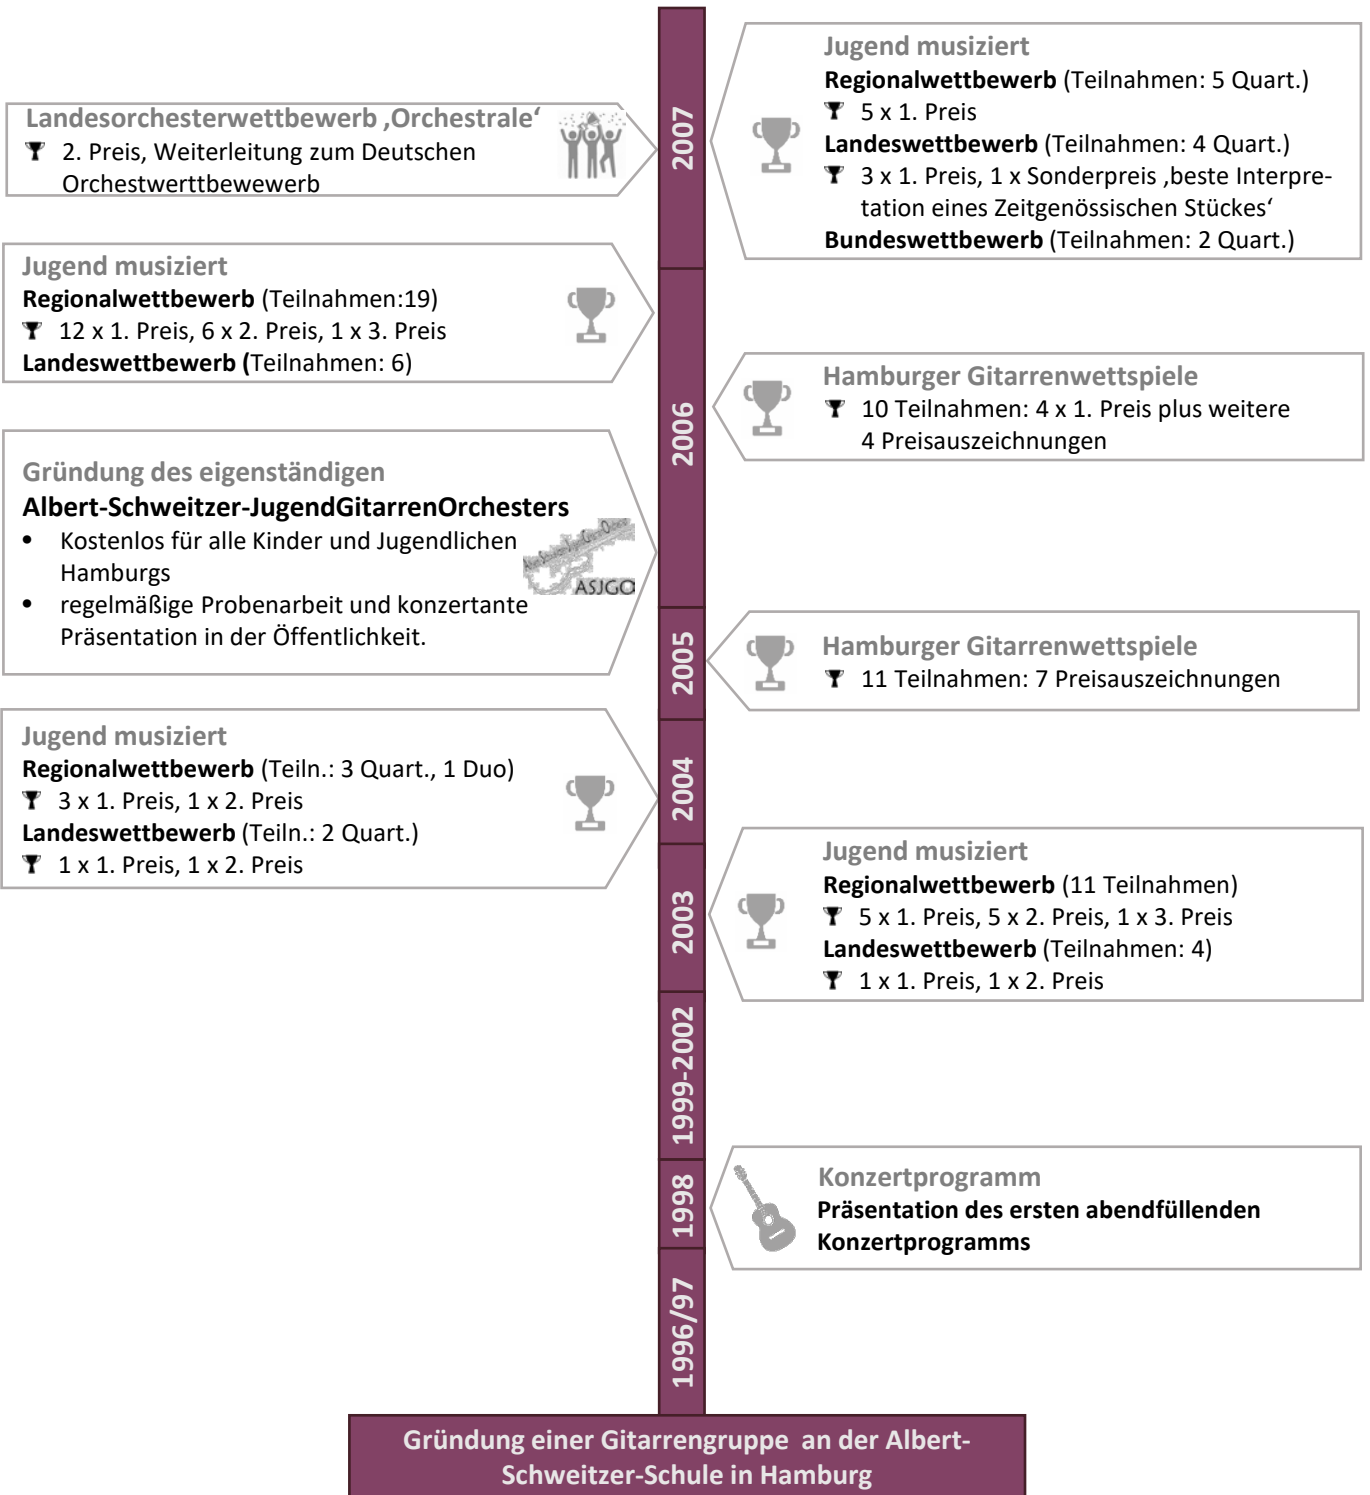 Jugend musiziert
Regionalwettbewerb (Teilnahmen: 5 Quart.)
5 x 1. Preis
Landeswettbewerb (Teilnahmen: 4 Quart.)
3 x 1. Preis, 1 x Sonderpreis ‚beste Interpre-
tation eines Zeitgenössischen Stückes‘
Bundeswettbewerb (Teilnahmen: 2 Quart.)
Landesorchesterwettbewerb ‚Orchestrale‘
2. Preis, Weiterleitung zum Deutschen
Orchestwerttbewewerb
2007
Jugend musiziert
Regionalwettbewerb (Teilnahmen:19)
12 x 1. Preis, 6 x 2. Preis, 1 x 3. Preis
Landeswettbewerb (Teilnahmen: 6)
Hamburger Gitarrenwettspiele
10 Teilnahmen: 4 x 1. Preis plus weitere
4 Preisauszeichnungen
2006
Gründung des eigenständigen
Albert-Schweitzer-JugendGitarrenOrchesters
• Kostenlos für alle Kinder und Jugendlichen
Hamburgs
• regelmäßige Probenarbeit und konzertante
Präsentation in der Öffentlichkeit.
ASJGO
2005
Hamburger Gitarrenwettspiele
11 Teilnahmen: 7 Preisauszeichnungen
Jugend musiziert
Regionalwettbewerb (Teiln.: 3 Quart., 1 Duo)
3 x 1. Preis, 1 x 2. Preis
Landeswettbewerb (Teiln.: 2 Quart.)
1 x 1. Preis, 1 x 2. Preis
2004
Jugend musiziert
Regionalwettbewerb (11 Teilnahmen)
5 x 1. Preis, 5 x 2. Preis, 1 x 3. Preis
Landeswettbewerb (Teilnahmen: 4)
1 x 1. Preis, 1 x 2. Preis
2003
1999-2002
1998
Konzertprogramm
Präsentation des ersten abendfüllenden
Konzertprogramms
1996/97
Gründung einer Gitarrengruppe an der Albert-
Schweitzer-Schule in Hamburg